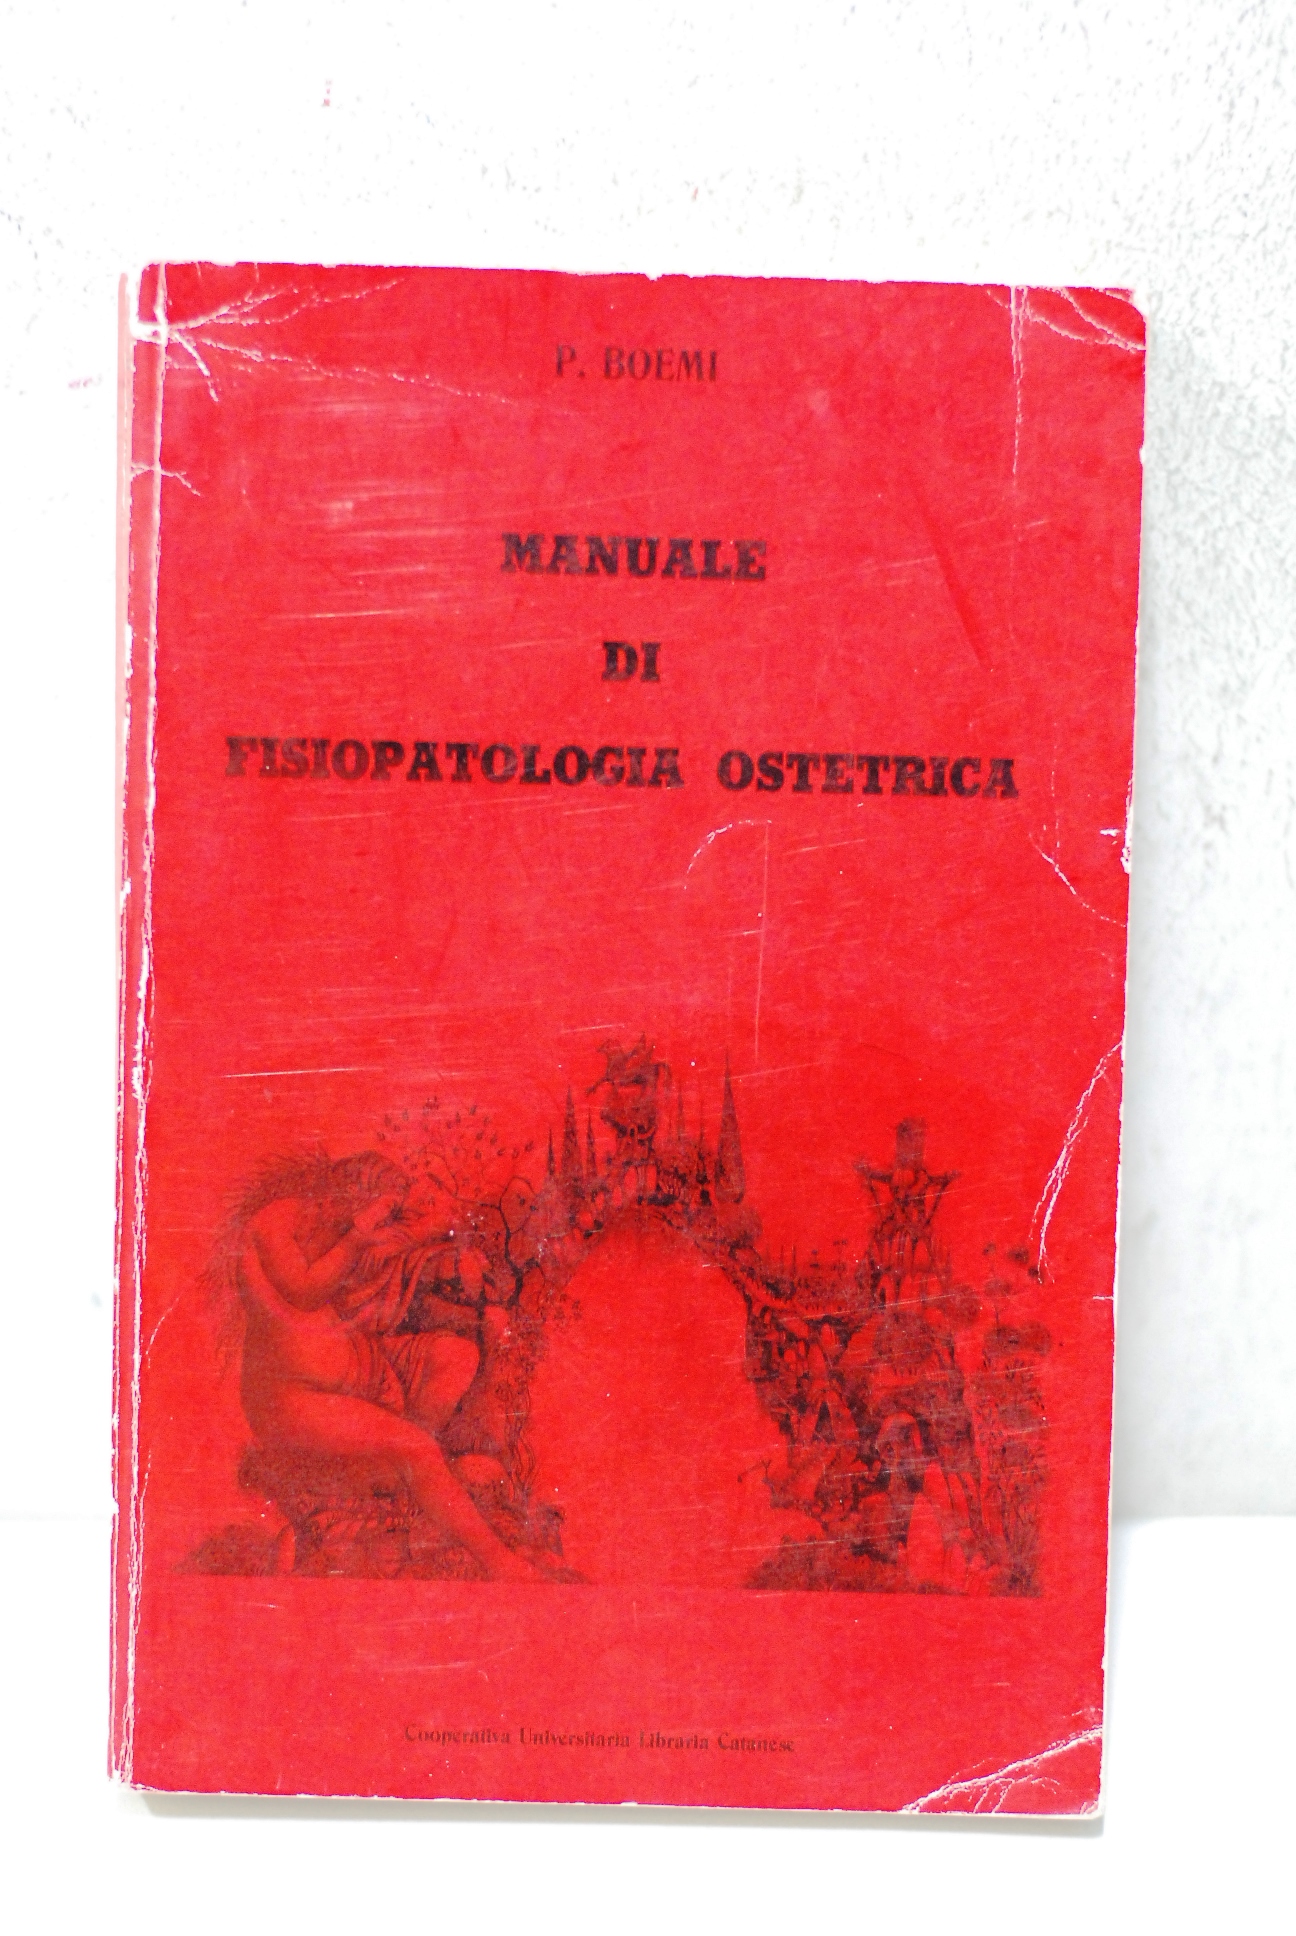 P. BOEMI
MANUALE
DI
FISIOPATOLOGIA OSTETRICA
Cooperativa Universitaria Libraria Catanese